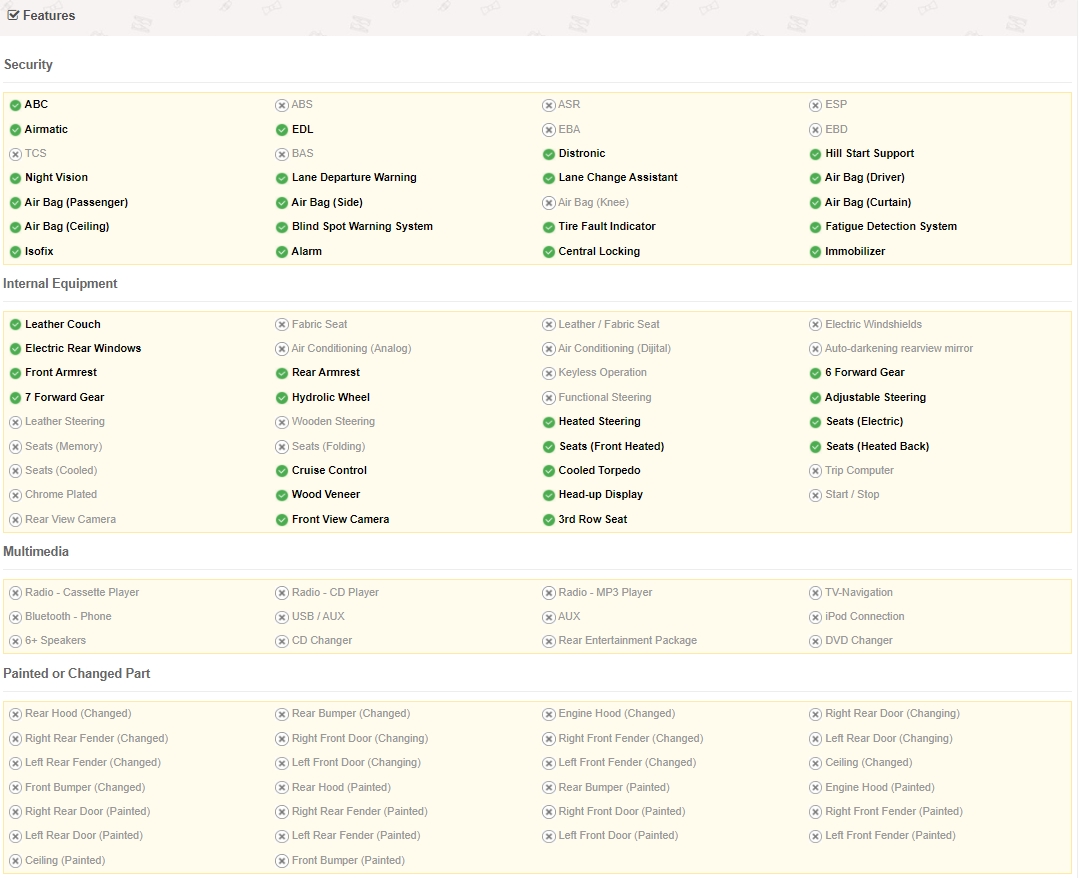 Features
Security
ABC ABS ASR ESP
Airmatic EDL EBA EBD
TCS BAS Distronic Hill Start Support
Night Vision Lane Departure Warning Lane Change Assistant Air Bag (Driver)
Air Bag (Passenger) Air Bag (Side) Air Bag (Knee) Air Bag (Curtain)
Air Bag (Ceiling) Blind Spot Warning System Tire Fault Indicator Fatigue Detection System
Isofix Alarm Central Locking Immobilizer
Internal Equipment
Leather Couch Fabric Seat Leather / Fabric Seat Electric Windshields
Electric Rear Windows Air Conditioning (Analog) Air Conditioning (Dijital) Auto-darkening rearview mirror
Front Armrest Rear Armrest Keyless Operation 6 Forward Gear
7 Forward Gear Hydrolic Wheel Functional Steering Adjustable Steering
Leather Steering Wooden Steering Heated Steering Seats (Electric)
Seats (Memory) Seats (Folding) Seats (Front Heated) Seats (Heated Back)
Seats (Cooled) Cruise Control Cooled Torpedo Trip Computer
Chrome Plated Wood Veneer Head-up Display Start / Stop
Rear View Camera Front View Camera 3rd Row Seat
Multimedia
Radio - Cassette Player Radio - CD Player Radio - MP3 Player TV-Navigation
Bluetooth - Phone USB / AUX AUX iPod Connection
6+ Speakers CD Changer Rear Entertainment Package DVD Changer
Painted or Changed Part
Rear Hood (Changed) Rear Bumper (Changed) Engine Hood (Changed) Right Rear Door (Changing)
Right Rear Fender (Changed) Right Front Door (Changing) Right Front Fender (Changed) Left Rear Door (Changing)
Left Rear Fender (Changed) Left Front Door (Changing) Left Front Fender (Changed) Ceiling (Changed)
Front Bumper (Changed) Rear Hood (Painted) Rear Bumper (Painted) Engine Hood (Painted)
Right Rear Door (Painted) Right Rear Fender (Painted) Right Front Door (Painted) Right Front Fender (Painted)
Left Rear Door (Painted) Left Rear Fender (Painted) Left Front Door (Painted) Left Front Fender (Painted)
Ceiling (Painted) Front Bumper (Painted)